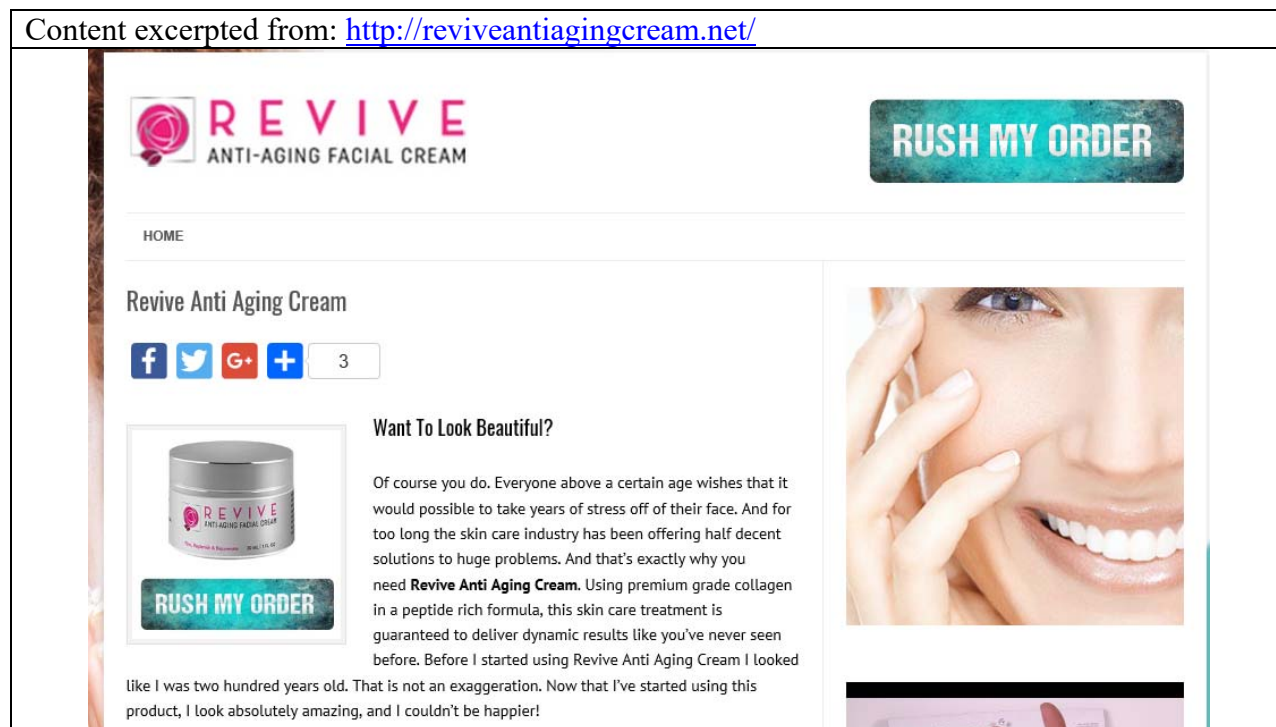 Content excerpted from: http://reviveantiagingcream.net/
REVIVE
ANTI-AGING FACIAL CREAM
RUSH MY ORDER
HOME
Revive Anti Aging Cream
3
Want To Look Beautiful?
Of course you do. Everyone above a certain age wishes that it
would possible to take years of stress off of their face. And for
too long the skin care industry has been offering half decent
solutions to huge problems. And that’s exactly why you
need Revive Anti Aging Cream. Using premium grade collagen
in a peptide rich formula, this skin care treatment is
guaranteed to deliver dynamic results like you’ve never seen
before. Before I started using Revive Anti Aging Cream I looked
like I was two hundred years old. That is not an exaggeration. Now that I’ve started using this
product, I look absolutely amazing, and I couldn’t be happier!
REVIVE
ANTI-AGING FACIAL CREAM
RUSH MY ORDER